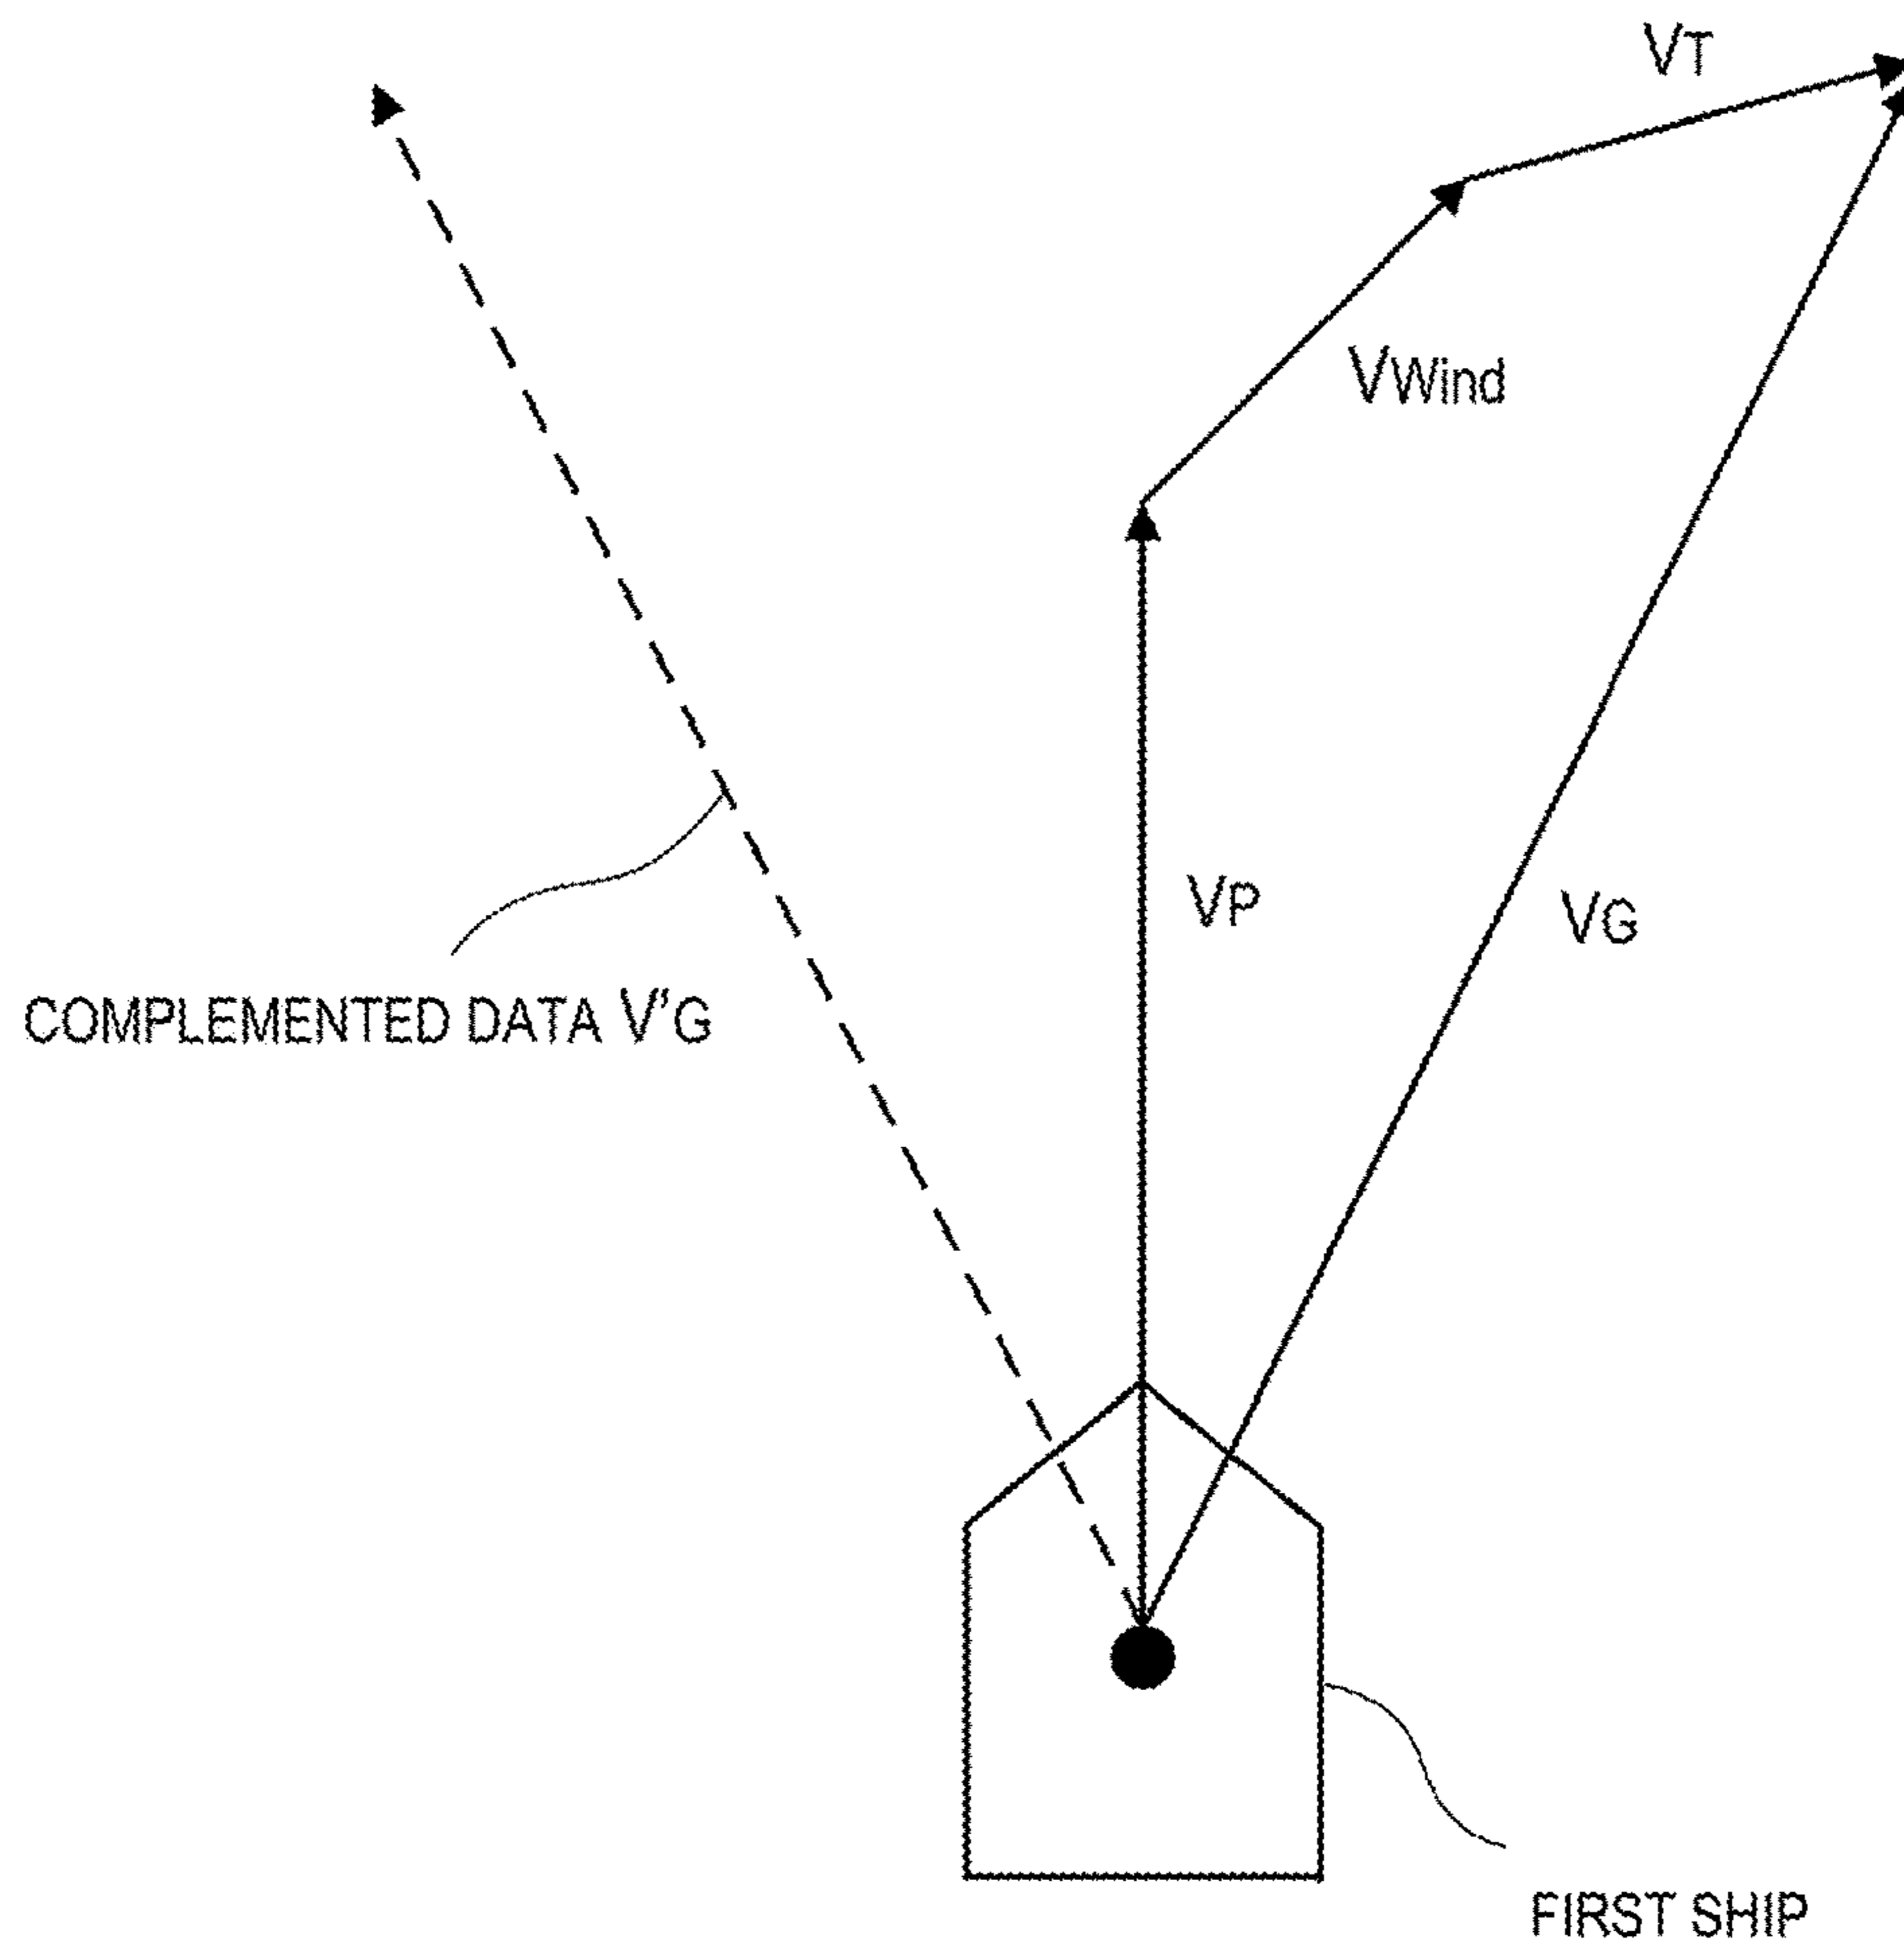 VT
VWind
VP
VG
COMPLEMENTED DATA V'G
FIRST SHIP